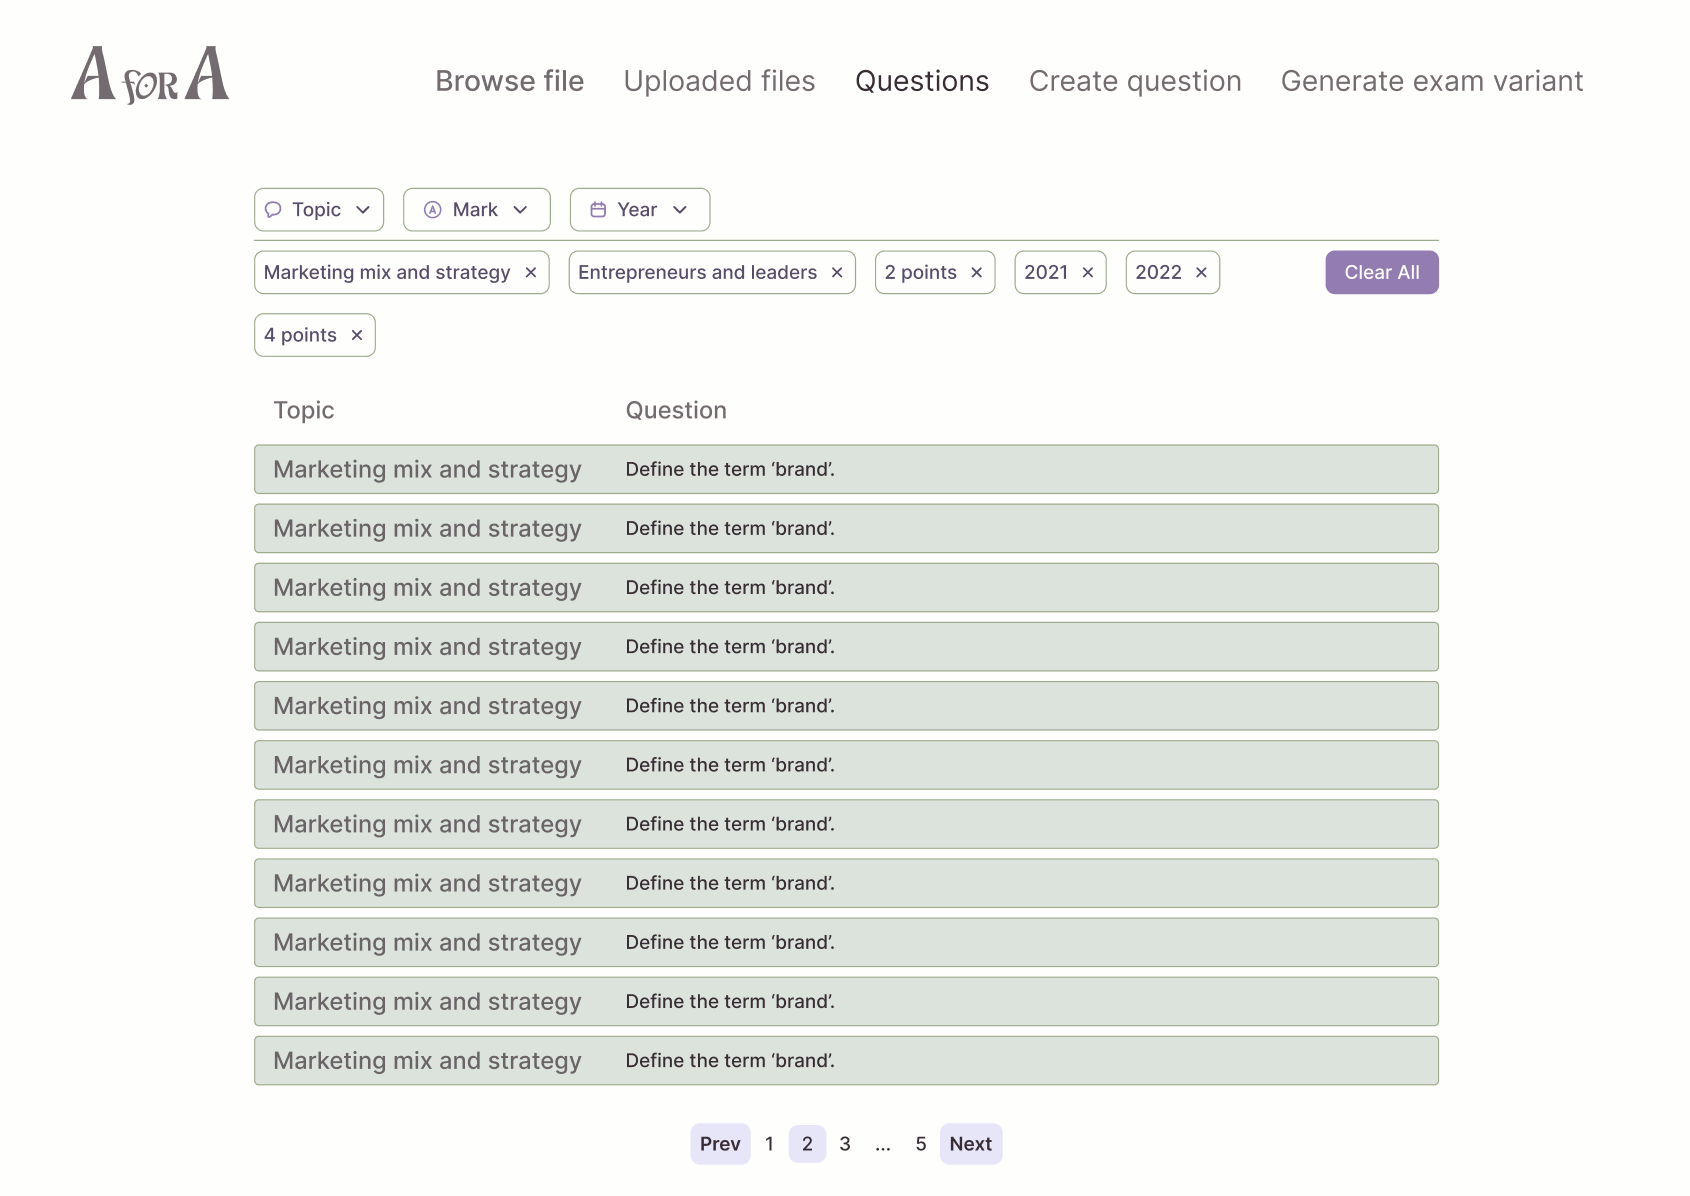 A for A
Browse file Uploaded files Questions Create question Generate exam variant
Topic Mark Year
Marketing mix and strategy × Entrepreneurs and leaders × 2 points × 2021 × 2022 × Clear All
4 points ×
Topic Question
Marketing mix and strategy Define the term ‘brand’.
Marketing mix and strategy Define the term ‘brand’.
Marketing mix and strategy Define the term ‘brand’.
Marketing mix and strategy Define the term ‘brand’.
Marketing mix and strategy Define the term ‘brand’.
Marketing mix and strategy Define the term ‘brand’.
Marketing mix and strategy Define the term ‘brand’.
Marketing mix and strategy Define the term ‘brand’.
Marketing mix and strategy Define the term ‘brand’.
Marketing mix and strategy Define the term ‘brand’.
Marketing mix and strategy Define the term ‘brand’.
Prev 1 2 3 ... 5 Next